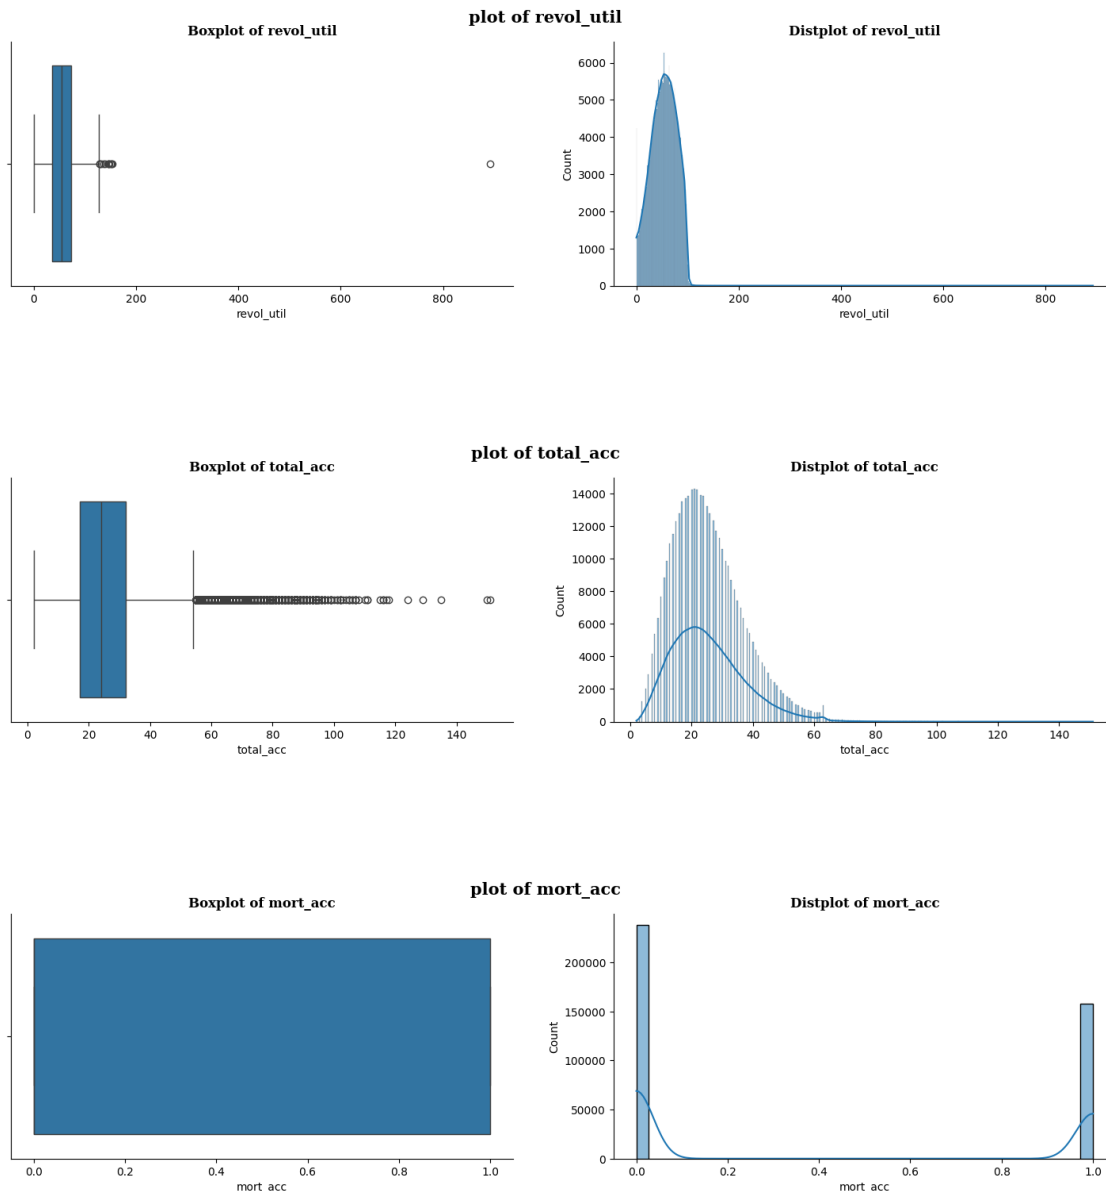 plot of revol_util
Boxplot of revol_util
Distplot of revol_util
0 200 400 600 800
revol_util
Count
6000
5000
4000
3000
2000
1000
0
0 200 400 600 800
revol_util
plot of total_acc
Boxplot of total_acc
Distplot of total_acc
0 20 40 60 80 100 120 140
total_acc
Count
14000
12000
10000
8000
6000
4000
2000
0
0 20 40 60 80 100 120 140
total_acc
plot of mort_acc
Boxplot of mort_acc
Distplot of mort_acc
0.0 0.2 0.4 0.6 0.8 1.0
mort_acc
Count
200000
150000
100000
50000
0
0.0 0.2 0.4 0.6 0.8 1.0
mort_acc